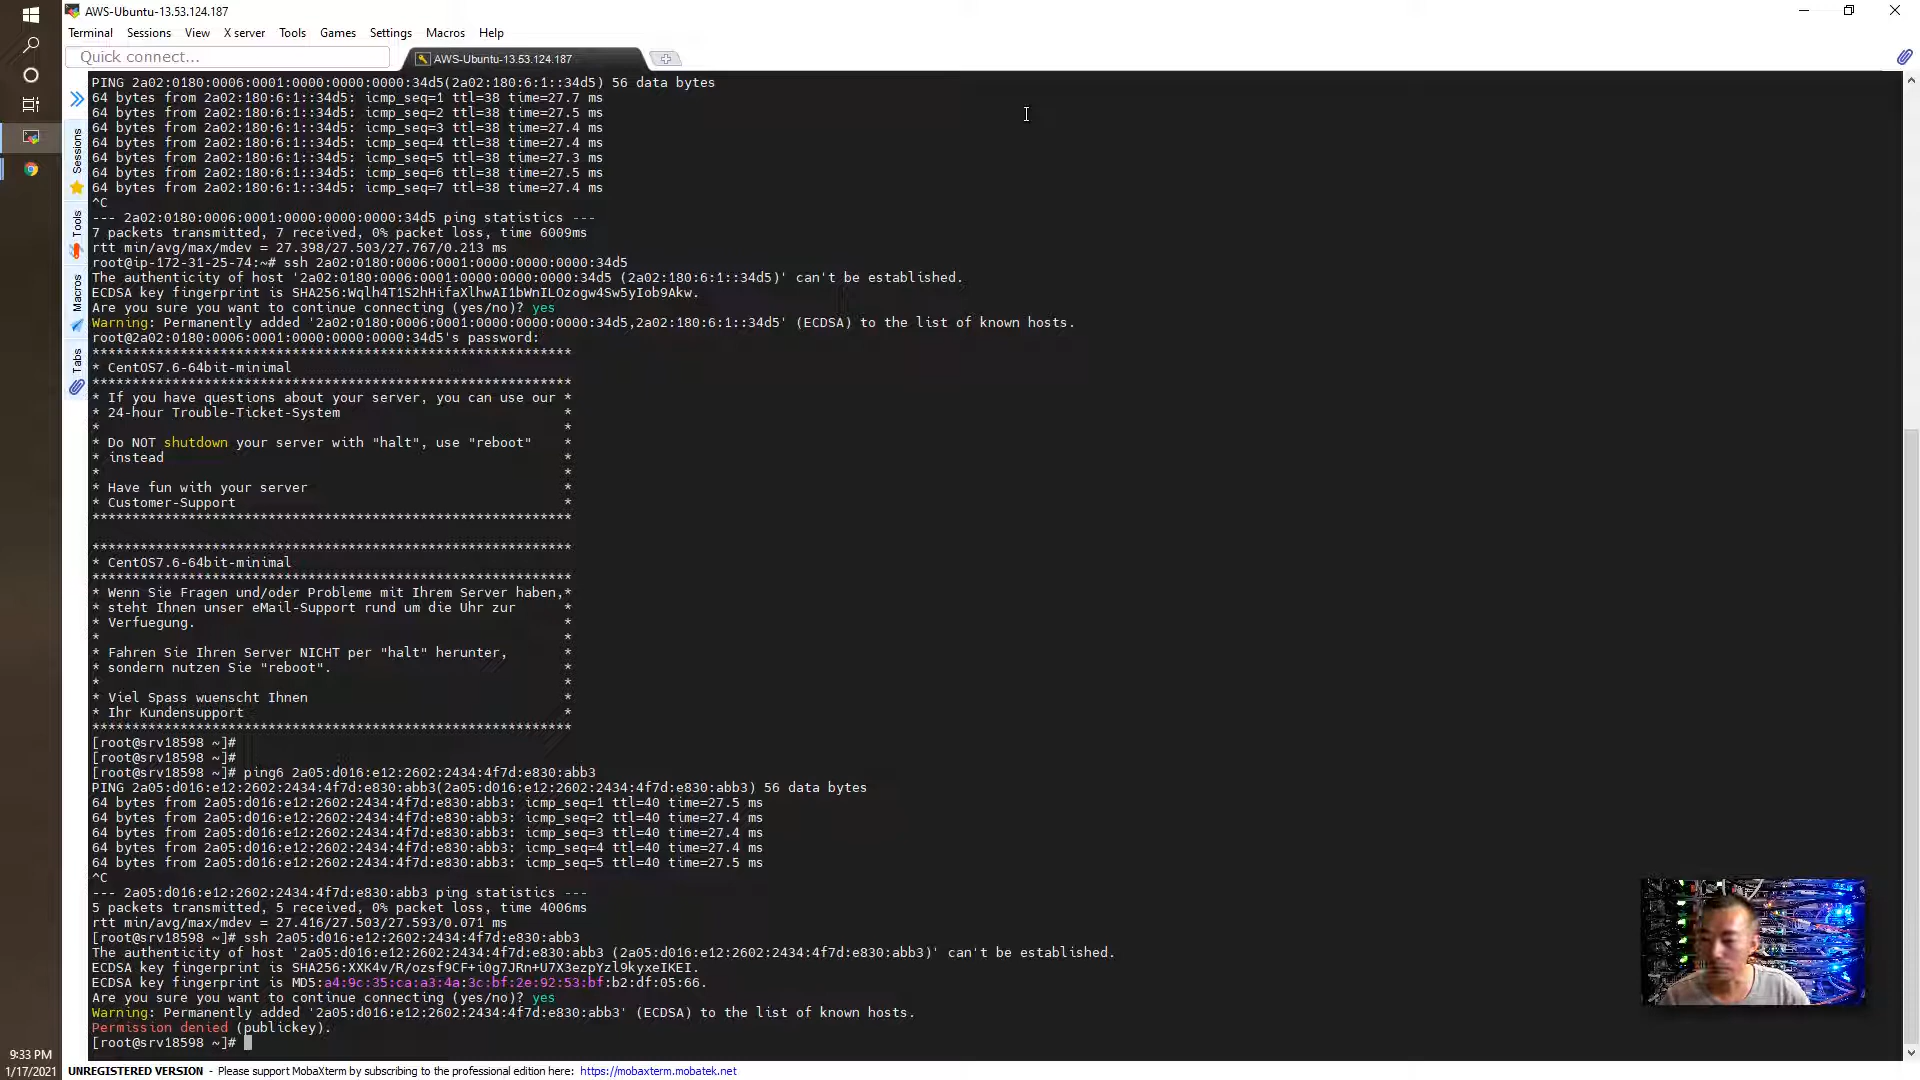 AWS-Ubuntu-13.53.124.187
Terminal Sessions View X server Tools Games Settings Macros Help
Quick connect...
AWS-Ubuntu-13.53.124.187
Sessions
Tools
Macros
Tabs
PING 2a02:0180:0006:0001:0000:0000:0000:34d5(2a02:180:6:1::34d5) 56 data bytes
64 bytes from 2a02:180:6:1::34d5: icmp_seq=1 ttl=38 time=27.7 ms
64 bytes from 2a02:180:6:1::34d5: icmp_seq=2 ttl=38 time=27.5 ms
64 bytes from 2a02:180:6:1::34d5: icmp_seq=3 ttl=38 time=27.4 ms
64 bytes from 2a02:180:6:1::34d5: icmp_seq=4 ttl=38 time=27.4 ms
64 bytes from 2a02:180:6:1::34d5: icmp_seq=5 ttl=38 time=27.3 ms
64 bytes from 2a02:180:6:1::34d5: icmp_seq=6 ttl=38 time=27.5 ms
64 bytes from 2a02:180:6:1::34d5: icmp_seq=7 ttl=38 time=27.4 ms
^C
--- 2a02:0180:0006:0001:0000:0000:0000:34d5 ping statistics ---
7 packets transmitted, 7 received, 0% packet loss, time 6009ms
rtt min/avg/max/mdev = 27.398/27.503/27.767/0.213 ms
root@ip-172-31-25-74:~# ssh 2a02:0180:0006:0001:0000:0000:0000:34d5
The authenticity of host '2a02:0180:0006:0001:0000:0000:0000:34d5 (2a02:180:6:1::34d5)' can't be established.
ECDSA key fingerprint is SHA256:Wqlh4T1S2hHifaXlhwAI1bWnILOzogw4Sw5yIob9Akw.
Are you sure you want to continue connecting (yes/no)? yes
Warning: Permanently added '2a02:0180:0006:0001:0000:0000:0000:34d5,2a02:180:6:1::34d5' (ECDSA) to the list of known hosts.
root@2a02:0180:0006:0001:0000:0000:0000:34d5's password:
************************************************************
* CentOS7.6-64bit-minimal
************************************************************
* If you have questions about your server, you can use our *
* 24-hour Trouble-Ticket-System *
* *
* Do NOT shutdown your server with "halt", use "reboot" *
* instead *
* *
* Have fun with your server *
* Customer-Support *
************************************************************
************************************************************
* CentOS7.6-64bit-minimal
************************************************************
* Wenn Sie Fragen und/oder Probleme mit Ihrem Server haben,*
* steht Ihnen unser eMail-Support rund um die Uhr zur *
* Verfuegung. *
* *
* Fahren Sie Ihren Server NICHT per "halt" herunter, *
* sondern nutzen Sie "reboot". *
* *
* Viel Spass wuenscht Ihnen *
* Ihr Kundensupport *
************************************************************
[root@srv18598 ~]#
[root@srv18598 ~]#
[root@srv18598 ~]# ping6 2a05:d016:e12:2602:2434:4f7d:e830:abb3
PING 2a05:d016:e12:2602:2434:4f7d:e830:abb3(2a05:d016:e12:2602:2434:4f7d:e830:abb3) 56 data bytes
64 bytes from 2a05:d016:e12:2602:2434:4f7d:e830:abb3: icmp_seq=1 ttl=40 time=27.5 ms
64 bytes from 2a05:d016:e12:2602:2434:4f7d:e830:abb3: icmp_seq=2 ttl=40 time=27.4 ms
64 bytes from 2a05:d016:e12:2602:2434:4f7d:e830:abb3: icmp_seq=3 ttl=40 time=27.4 ms
64 bytes from 2a05:d016:e12:2602:2434:4f7d:e830:abb3: icmp_seq=4 ttl=40 time=27.4 ms
64 bytes from 2a05:d016:e12:2602:2434:4f7d:e830:abb3: icmp_seq=5 ttl=40 time=27.5 ms
^C
--- 2a05:d016:e12:2602:2434:4f7d:e830:abb3 ping statistics ---
5 packets transmitted, 5 received, 0% packet loss, time 4006ms
rtt min/avg/max/mdev = 27.416/27.503/27.593/0.071 ms
[root@srv18598 ~]# ssh 2a05:d016:e12:2602:2434:4f7d:e830:abb3
The authenticity of host '2a05:d016:e12:2602:2434:4f7d:e830:abb3 (2a05:d016:e12:2602:2434:4f7d:e830:abb3)' can't be established.
ECDSA key fingerprint is SHA256:XXK4v/R/ozsf9CF+i0g7JRn+U7X3ezpYzl9kyxeIKEI.
ECDSA key fingerprint is MD5:a4:9c:35:ca:a3:4a:3c:bf:2e:92:53:bf:b2:df:05:66.
Are you sure you want to continue connecting (yes/no)? yes
Warning: Permanently added '2a05:d016:e12:2602:2434:4f7d:e830:abb3' (ECDSA) to the list of known hosts.
Permission denied (publickey).
[root@srv18598 ~]#
9:33 PM
1/17/2021
UNREGISTERED VERSION - Please support MobaXterm by subscribing to the professional edition here: https://mobaxterm.mobatek.net